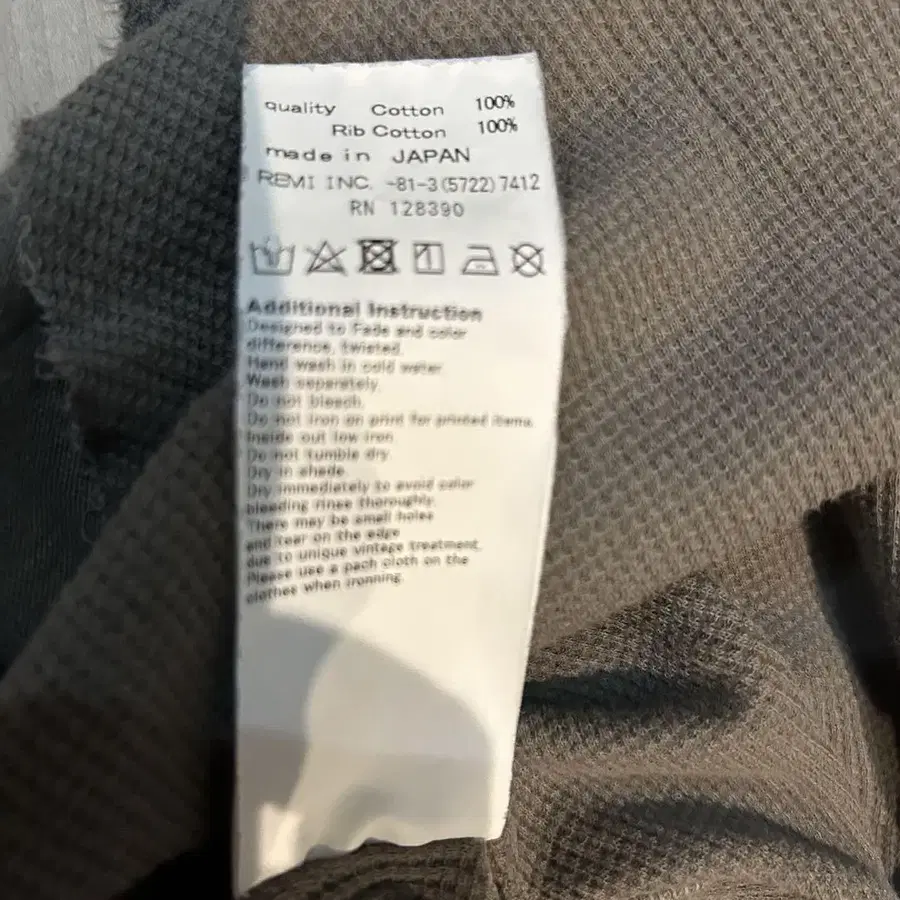 quality Cotton 100%
Rib Cotton 100%
made in JAPAN
REMI INC. -81-3(5722)7412
RN 128390
Additional Instruction
Designed to Fade and color
difference, twisted.
Hand wash in cold water.
Wash separately.
Do not bleach.
Do not iron on print for printed items.
Inside out low iron
Do not tumble dry.
Dry in shade.
Dry immediately to avoid color
bleeding rinse thoroughly.
There may be small holes
and tear on the edge
due to unique vintage treatment.
Please use a pach cloth on the
clothes when ironning.